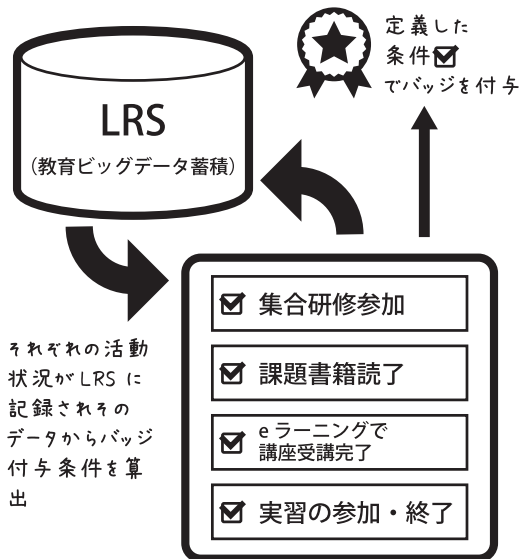 定義した
条件☑
でバッジを付与
LRS
（教育ビッグデータ蓄積）
集合研修参加
課題書籍読了
eラーニングで
講座受講完了
実習の参加・終了
それぞれの活動
状況がLRSに
記録されその
データからバッジ
付与条件を算
出